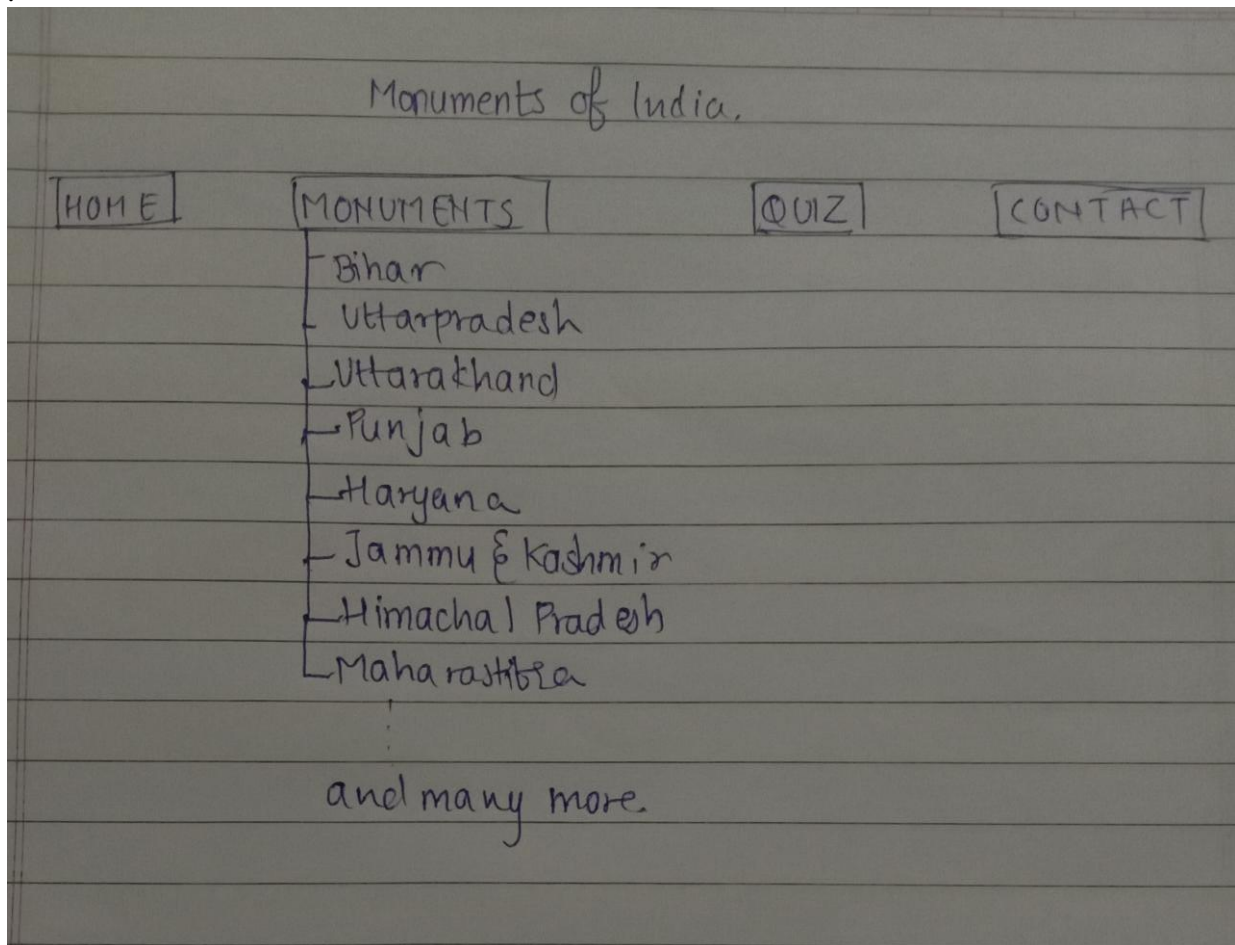 Monuments of India.
HOME MONUMENTS QUIZ CONTACT
Bihar
Uttarpradesh
Uttarakhand
Punjab
Haryana
Jammu & Kashmir
Himachal Pradesh
Maharashtra
and many more.